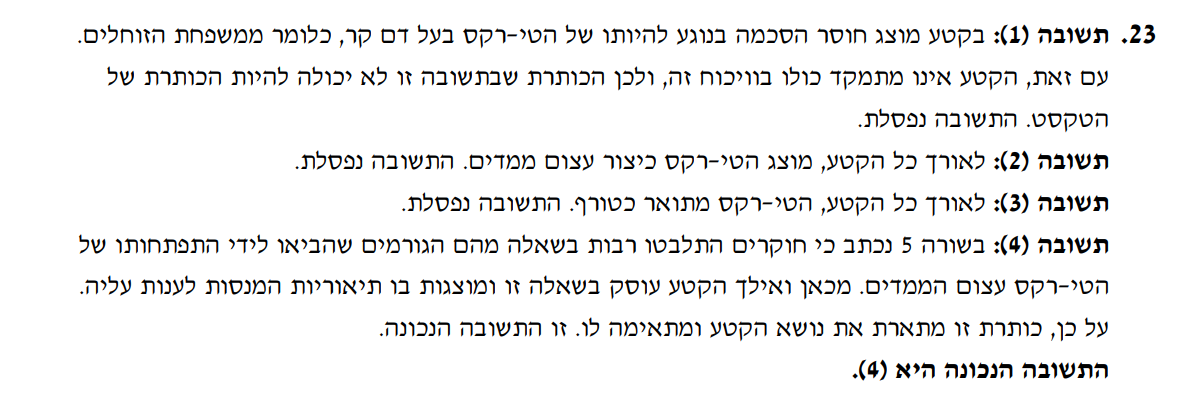 23. תשובה (1): בקטע מוצג חוסר הסכמה בנוגע להיותו של הטי-רקס בעל דם קר, כלומר ממשפחת הזוחלים.
עם זאת, הקטע אינו מתמקד כולו בוויכוח זה, ולכן הכותרת שבתשובה זו לא יכולה להיות הכותרת של
הטקסט. התשובה נפסלת.
תשובה (2): לאורך כל הקטע, מוצג הטי-רקס כיצור עצום ממדים. התשובה נפסלת.
תשובה (3): לאורך כל הקטע, הטי-רקס מתואר כטורף. התשובה נפסלת.
תשובה (4): בשורה 5 נכתב כי חוקרים התלבטו רבות בשאלה מהם הגורמים שהביאו לידי התפתחותו של
הטי-רקס עצום הממדים. מכאן ואילך הקטע עוסק בשאלה זו ומוצגות בו תיאוריות המנסות לענות עליה.
על כן, כותרת זו מתארת את נושא הקטע ומתאימה לו. זו התשובה הנכונה.
התשובה הנכונה היא (4).